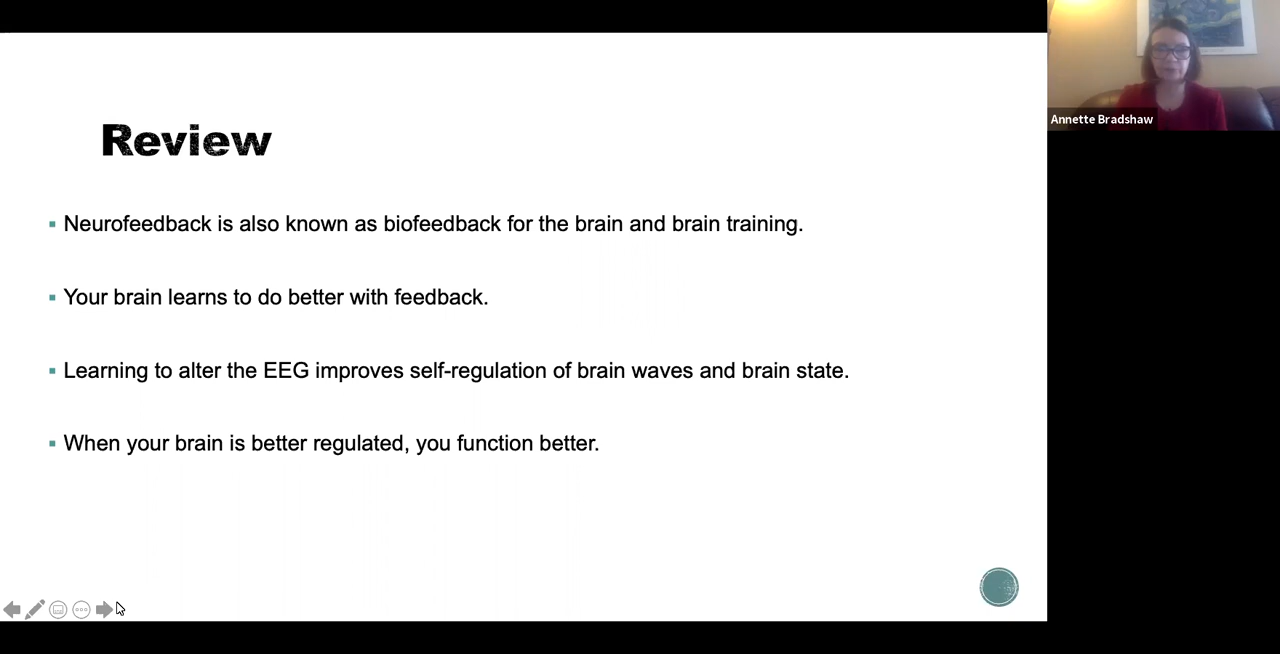 Review
Neurofeedback is also known as biofeedback for the brain and brain training.
Your brain learns to do better with feedback.
Learning to alter the EEG improves self-regulation of brain waves and brain state.
When your brain is better regulated, you function better.
Annette Bradshaw